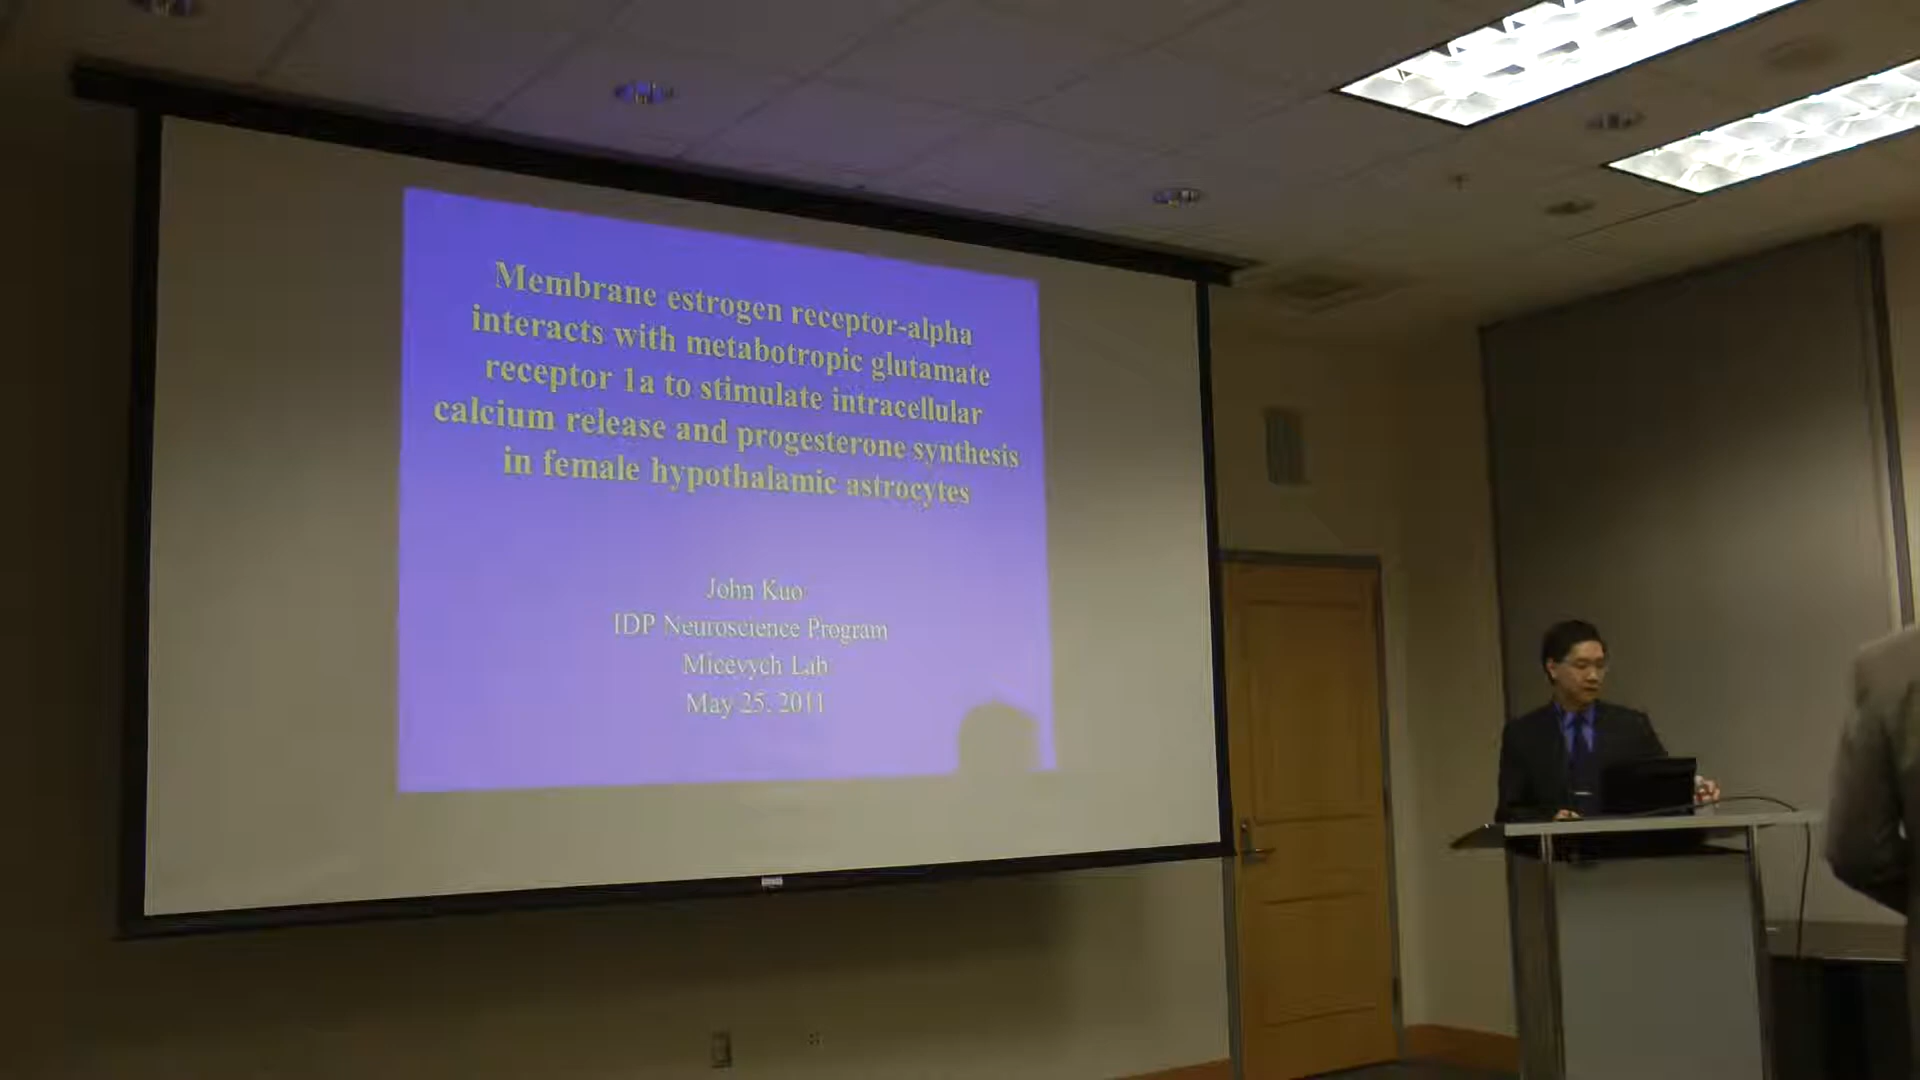 Membrane estrogen receptor-alpha
interacts with metabotropic glutamate
receptor 1a to stimulate intracellular
calcium release and progesterone synthesis
in female hypothalamic astrocytes
John Kuo
IDP Neuroscience Program
Micevych Lab
May 25, 2011